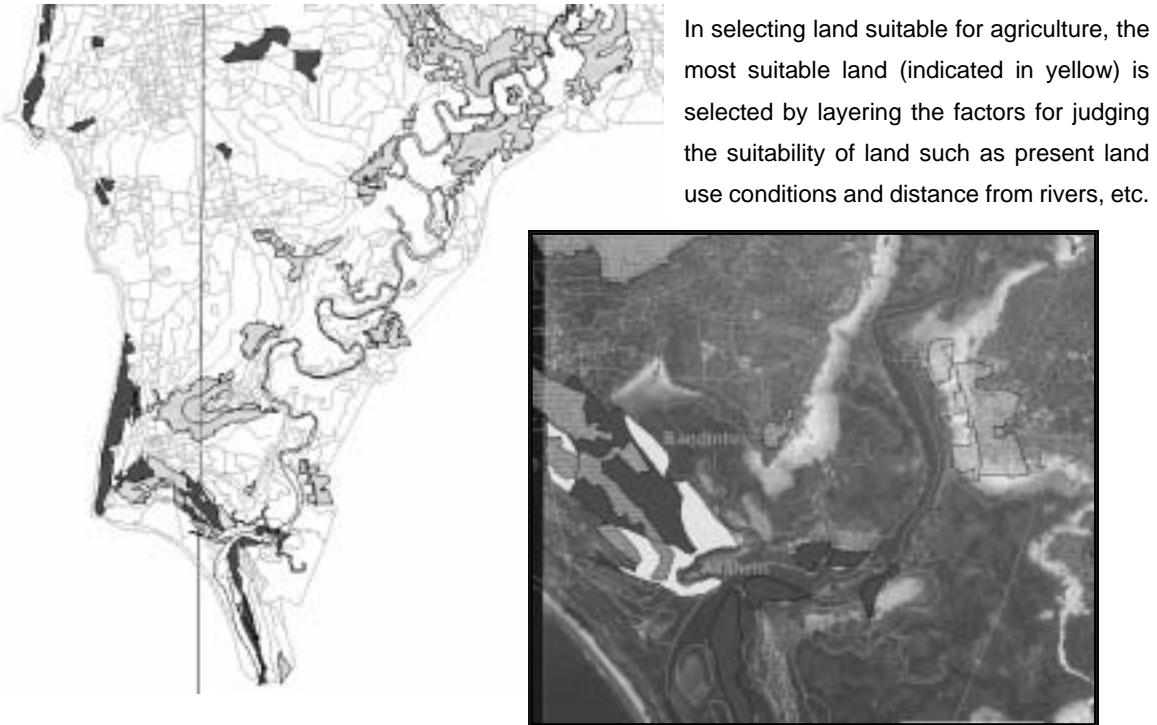 In selecting land suitable for agriculture, the
most suitable land (indicated in yellow) is
selected by layering the factors for judging
the suitability of land such as present land
use conditions and distance from rivers, etc.